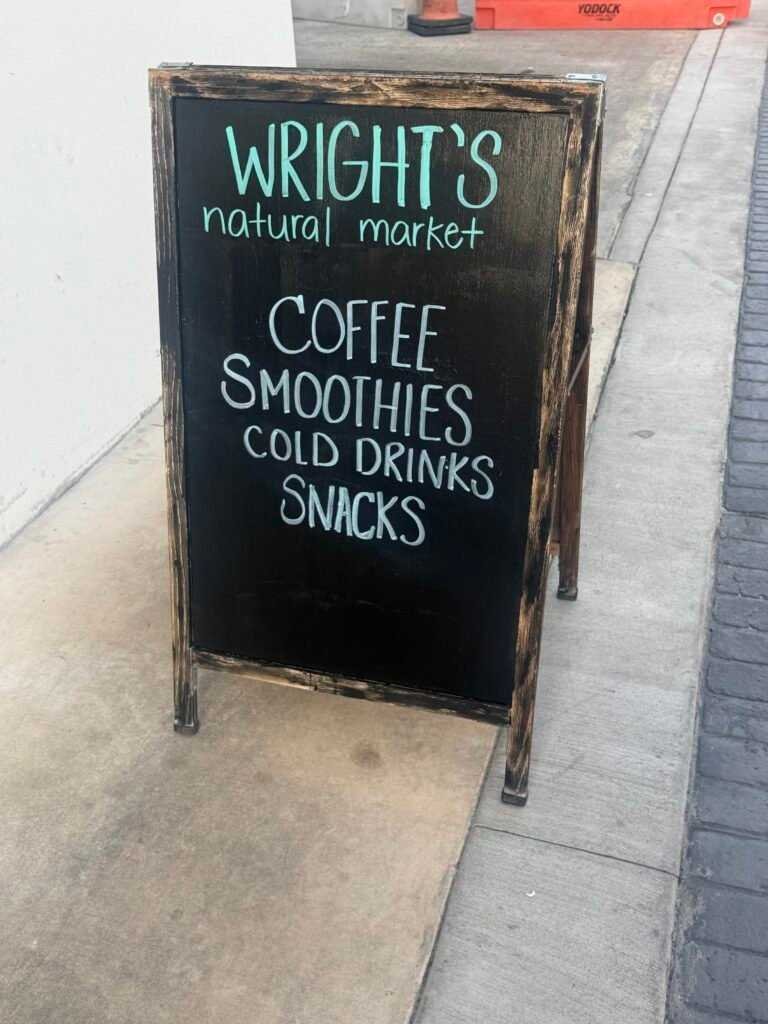 YODOCK
WRIGHT'S
natural market
COFFEE
SMOOTHIES
COLD DRINKS
SNACKS